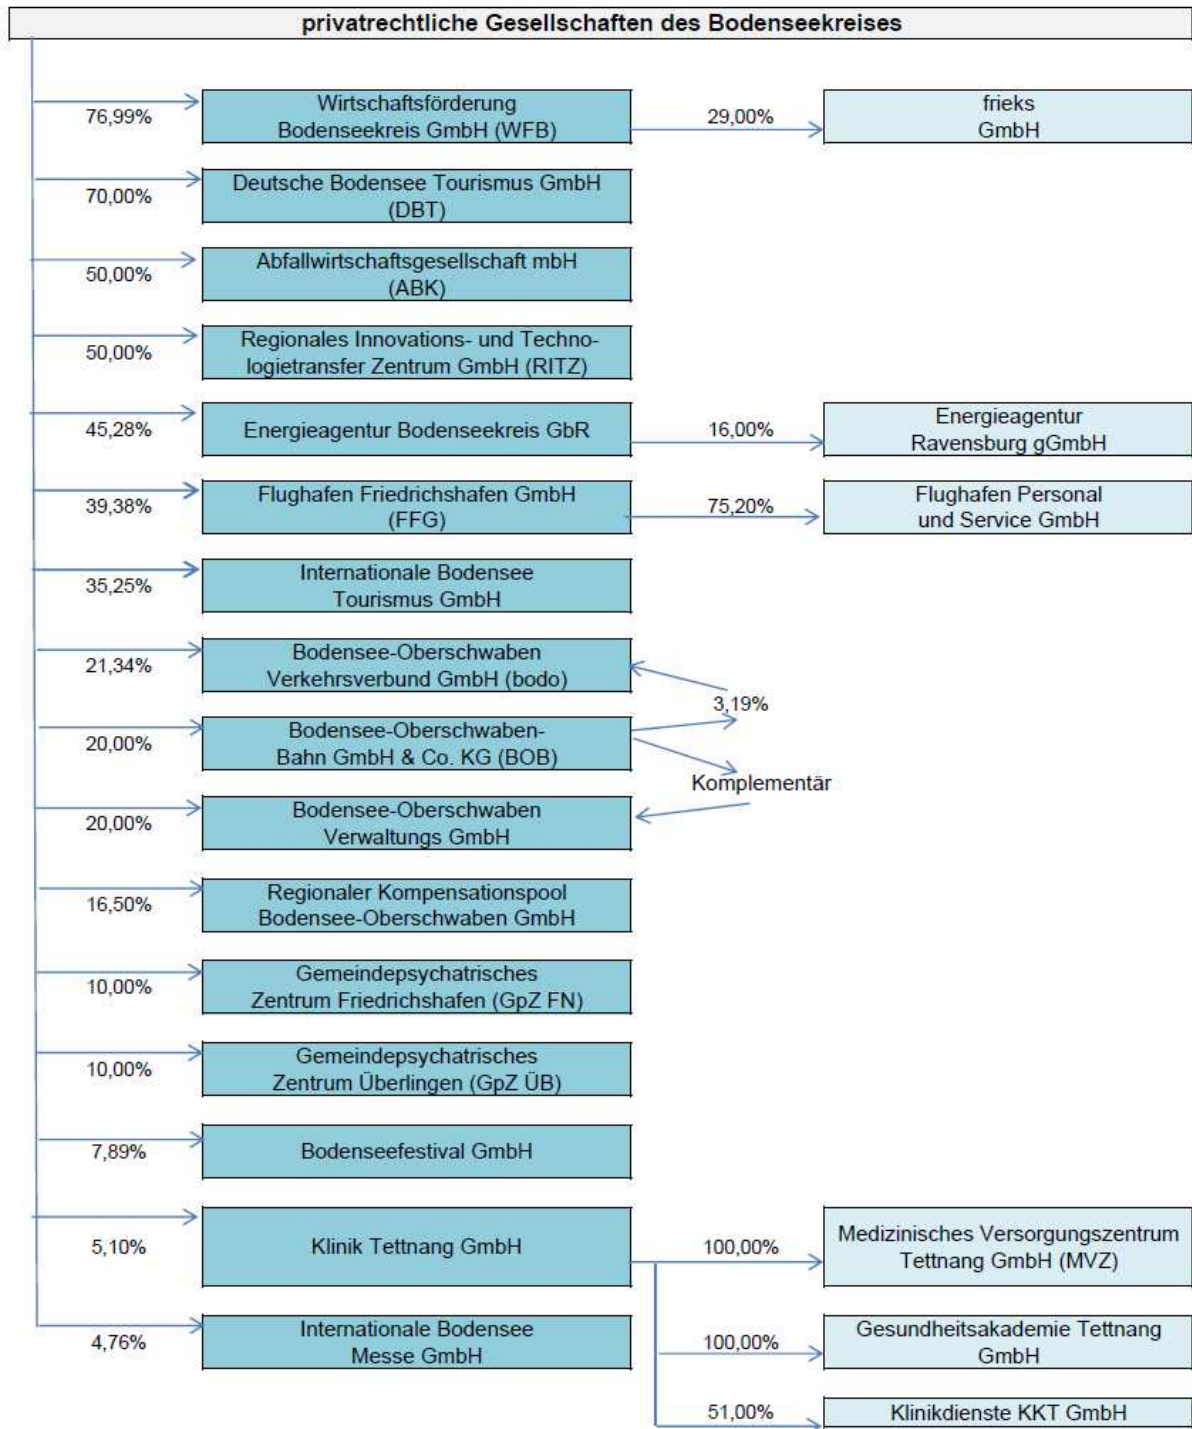 privatrechtliche Gesellschaften des Bodenseekreises
76,99%
Wirtschaftsförderung
Bodenseekreis GmbH (WFB)
29,00%
frieks
GmbH
70,00%
Deutsche Bodensee Tourismus GmbH
(DBT)
50,00%
Abfallwirtschaftsgesellschaft mbH
(ABK)
50,00%
Regionales Innovations- und Techno-
logietransfer Zentrum GmbH (RITZ)
45,28%
Energieagentur Bodenseekreis GbR
16,00%
Energieagentur
Ravensburg gGmbH
39,38%
Flughafen Friedrichshafen GmbH
(FFG)
75,20%
Flughafen Personal
und Service GmbH
35,25%
Internationale Bodensee
Tourismus GmbH
21,34%
Bodensee-Oberschwaben
Verkehrsverbund GmbH (bodo)
3,19%
20,00%
Bodensee-Oberschwaben-
Bahn GmbH & Co. KG (BOB)
Komplementär
20,00%
Bodensee-Oberschwaben
Verwaltungs GmbH
16,50%
Regionaler Kompensationspool
Bodensee-Oberschwaben GmbH
10,00%
Gemeindepsychatrisches
Zentrum Friedrichshafen (GpZ FN)
10,00%
Gemeindepsychatrisches
Zentrum Überlingen (GpZ ÜB)
7,89%
Bodenseefestival GmbH
5,10%
Klinik Tettnang GmbH
100,00%
Medizinisches Versorgungszentrum
Tettnang GmbH (MVZ)
4,76%
Internationale Bodensee
Messe GmbH
100,00%
Gesundheitsakademie Tettnang
GmbH
51,00%
Klinikdienste KKT GmbH